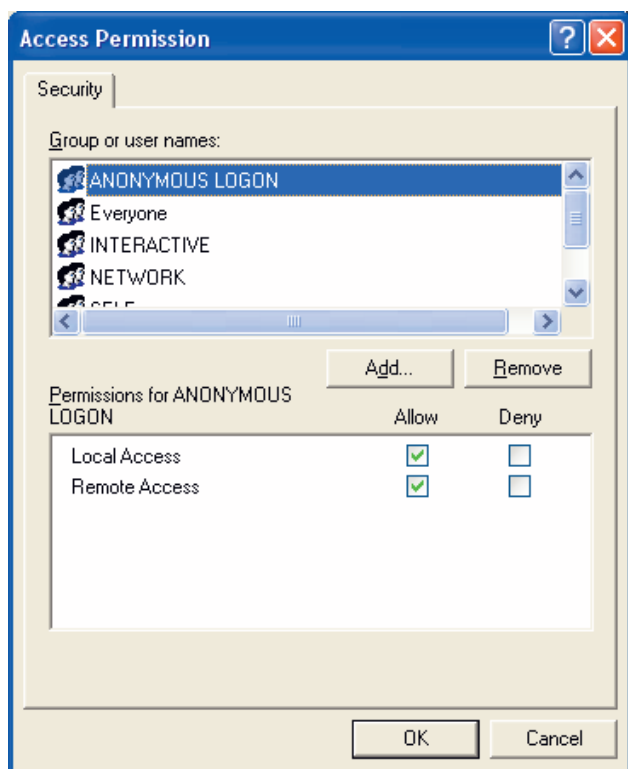 Access Permission
Security
Group or user names:
ANONYMOUS LOGON
Everyone
INTERACTIVE
NETWORK
Add... Remove
Permissions for ANONYMOUS
LOGON Allow Deny
Local Access
Remote Access
OK Cancel